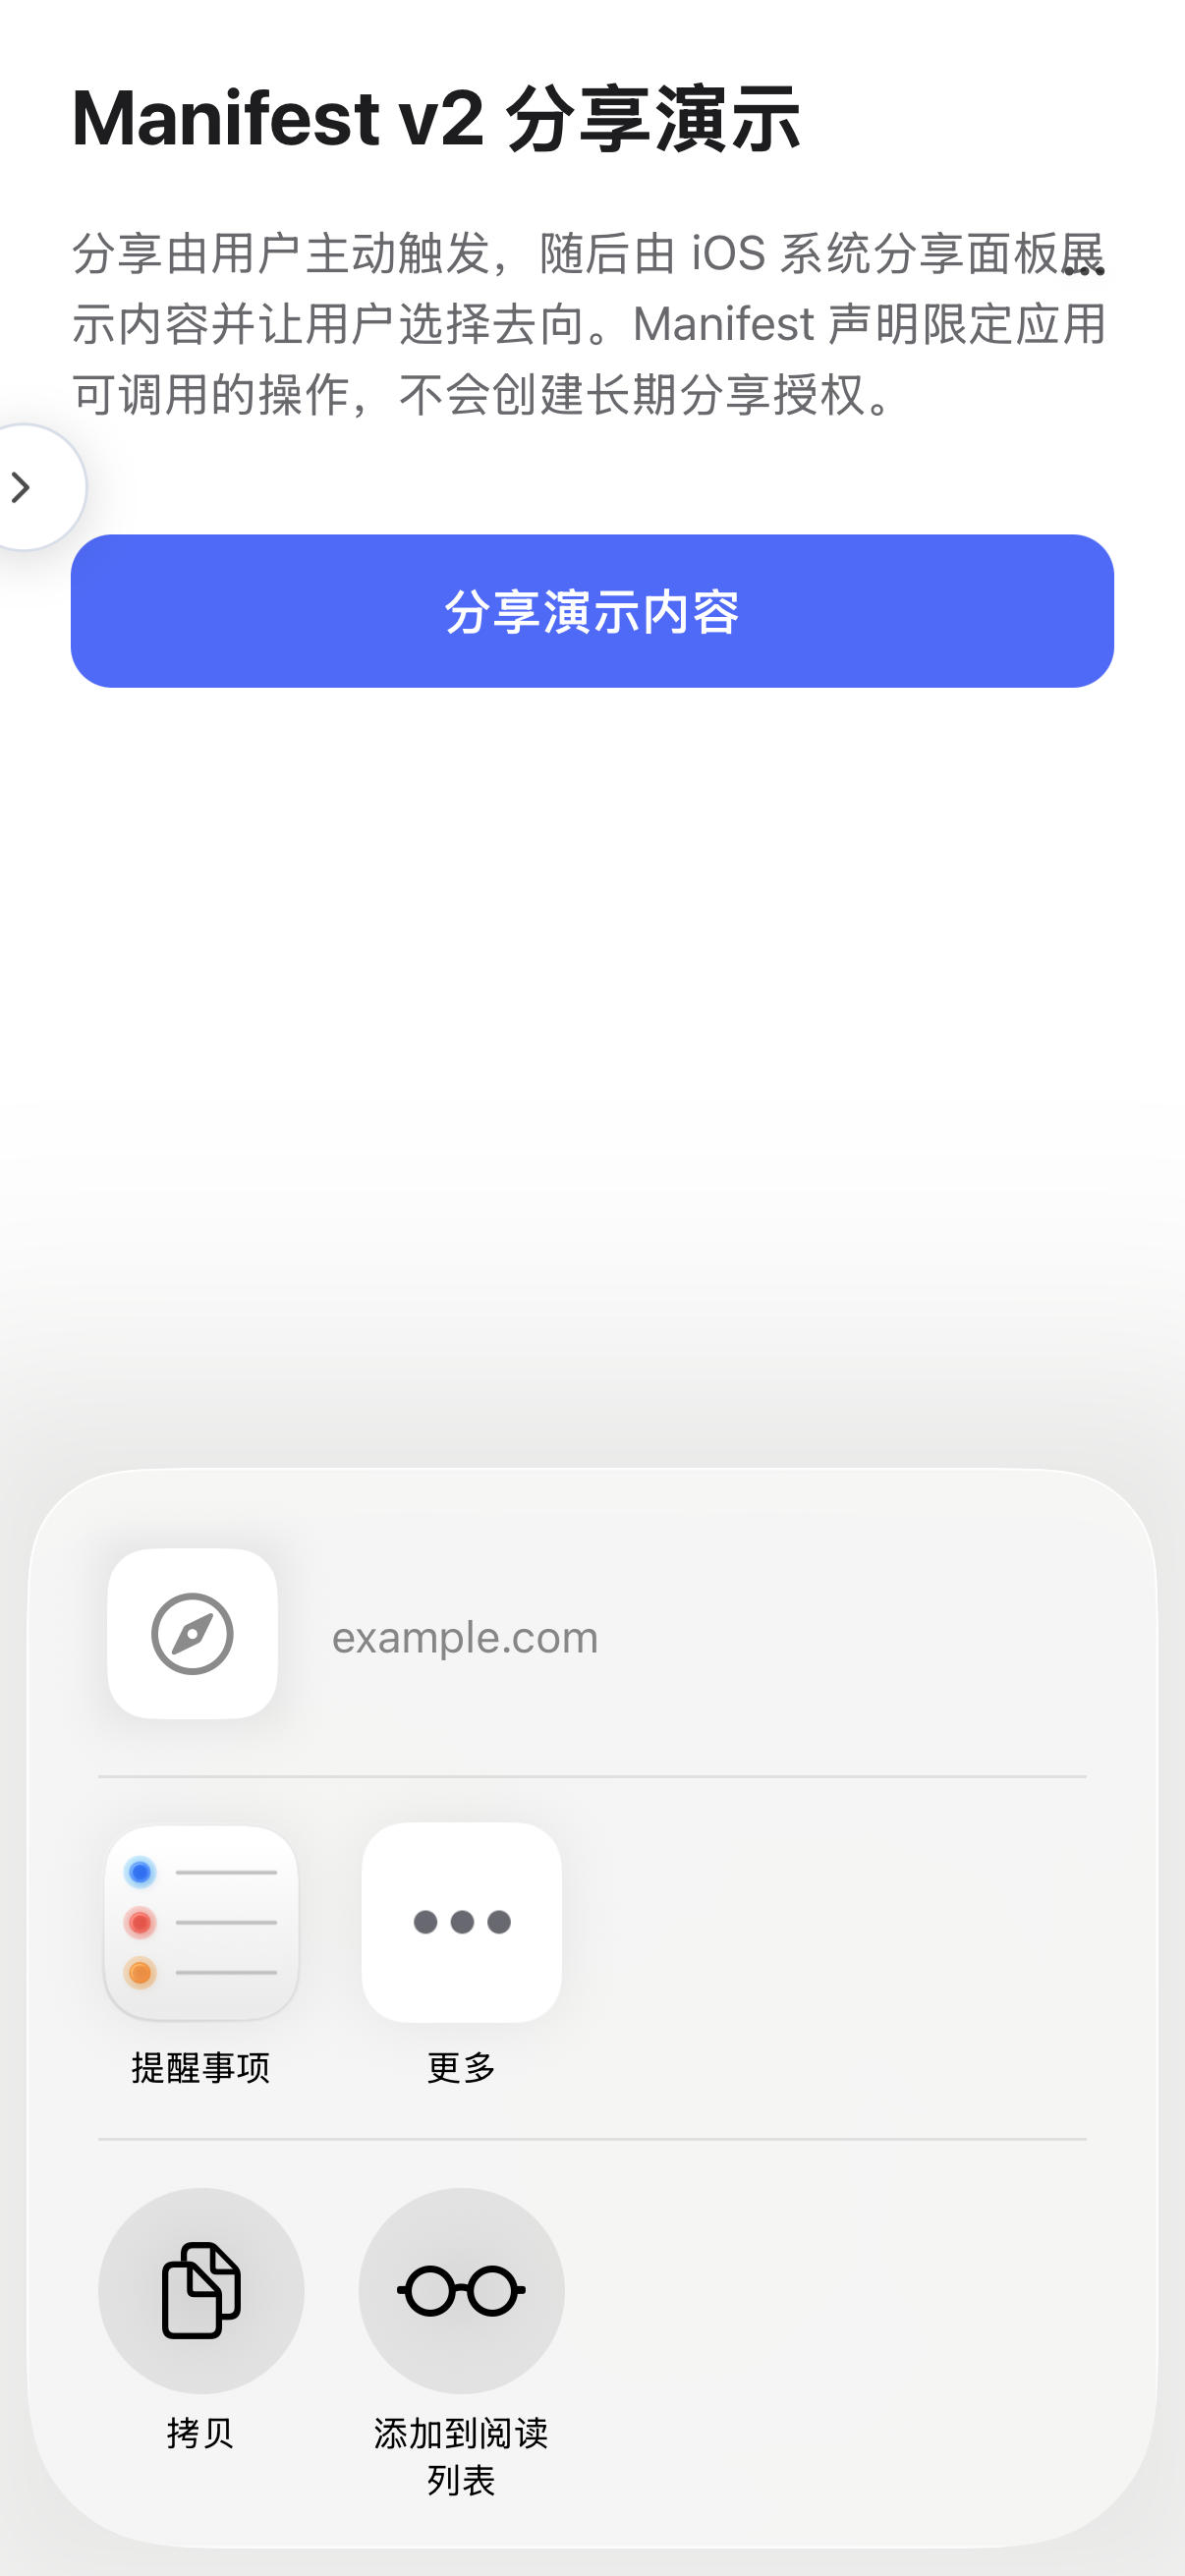 Manifest v2 分享演示
分享由用户主动触发，随后由 iOS 系统分享面板展
示内容并让用户选择去向。Manifest 声明限定应用
可调用的操作，不会创建长期分享授权。
分享演示内容
example.com
提醒事项
更多
拷贝
添加到阅读
列表